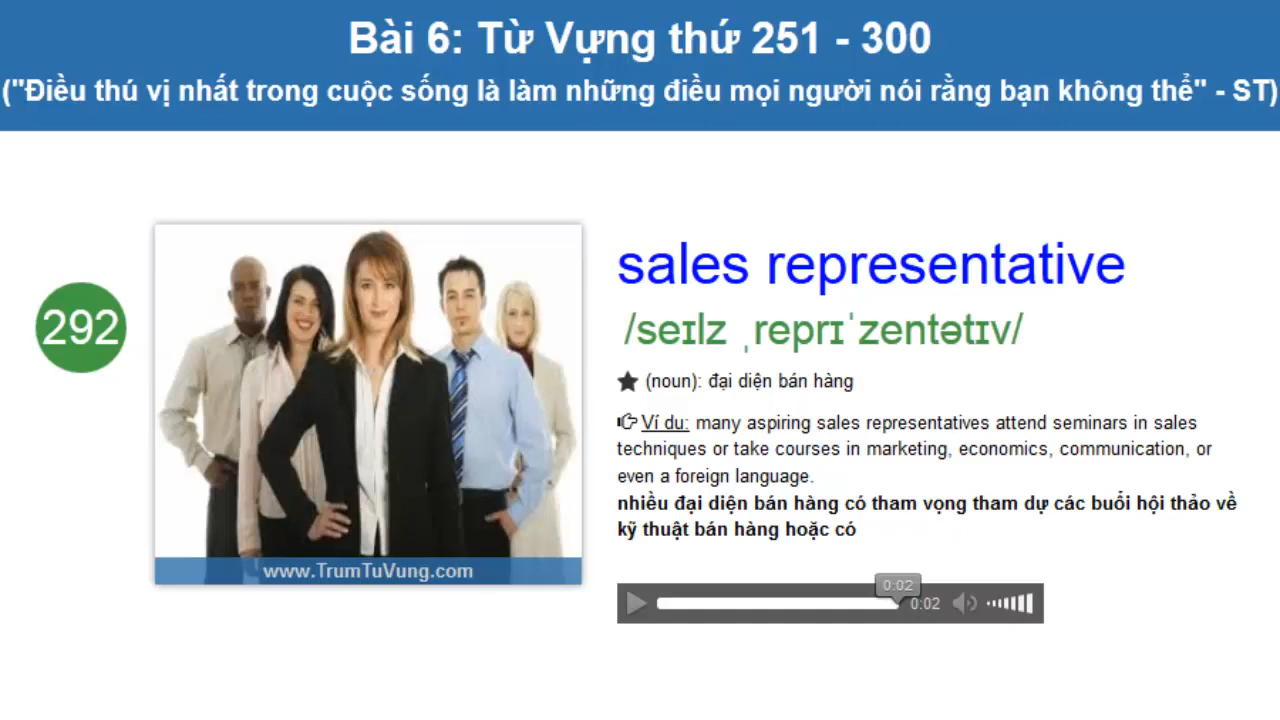 Bài 6: Từ Vựng thứ 251 - 300
("Điều thú vị nhất trong cuộc sống là làm những điều mọi người nói rằng bạn không thể" - ST)
292
sales representative
/seɪlz ˌreprɪˈzentətɪv/
(noun): đại diện bán hàng
Ví dụ: many aspiring sales representatives attend seminars in sales
techniques or take courses in marketing, economics, communication, or
even a foreign language.
nhiều đại diện bán hàng có tham vọng tham dự các buổi hội thảo về
kỹ thuật bán hàng hoặc có
www.TrumTuVung.com
0:02
0:02